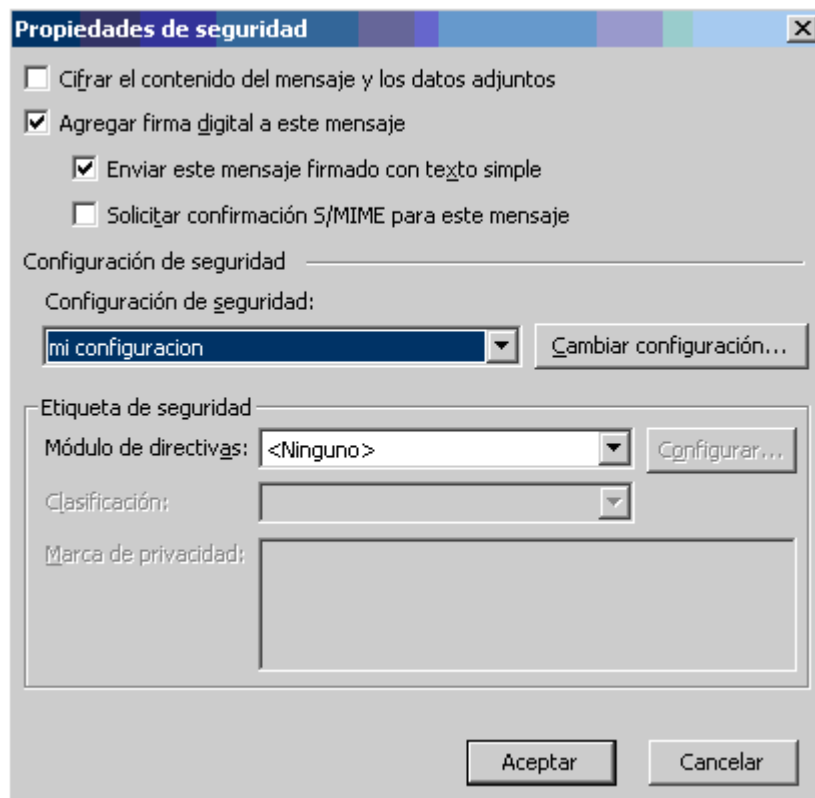 Propiedades de seguridad
Cifrar el contenido del mensaje y los datos adjuntos
Agregar firma digital a este mensaje
Enviar este mensaje firmado con texto simple
Solicitar confirmación S/MIME para este mensaje
Configuración de seguridad
Configuración de seguridad:
mi configuracion
Cambiar configuración...
Etiqueta de seguridad
Módulo de directivas: <Ninguno> Configurar...
Clasificación:
Marca de privacidad:
Aceptar Cancelar